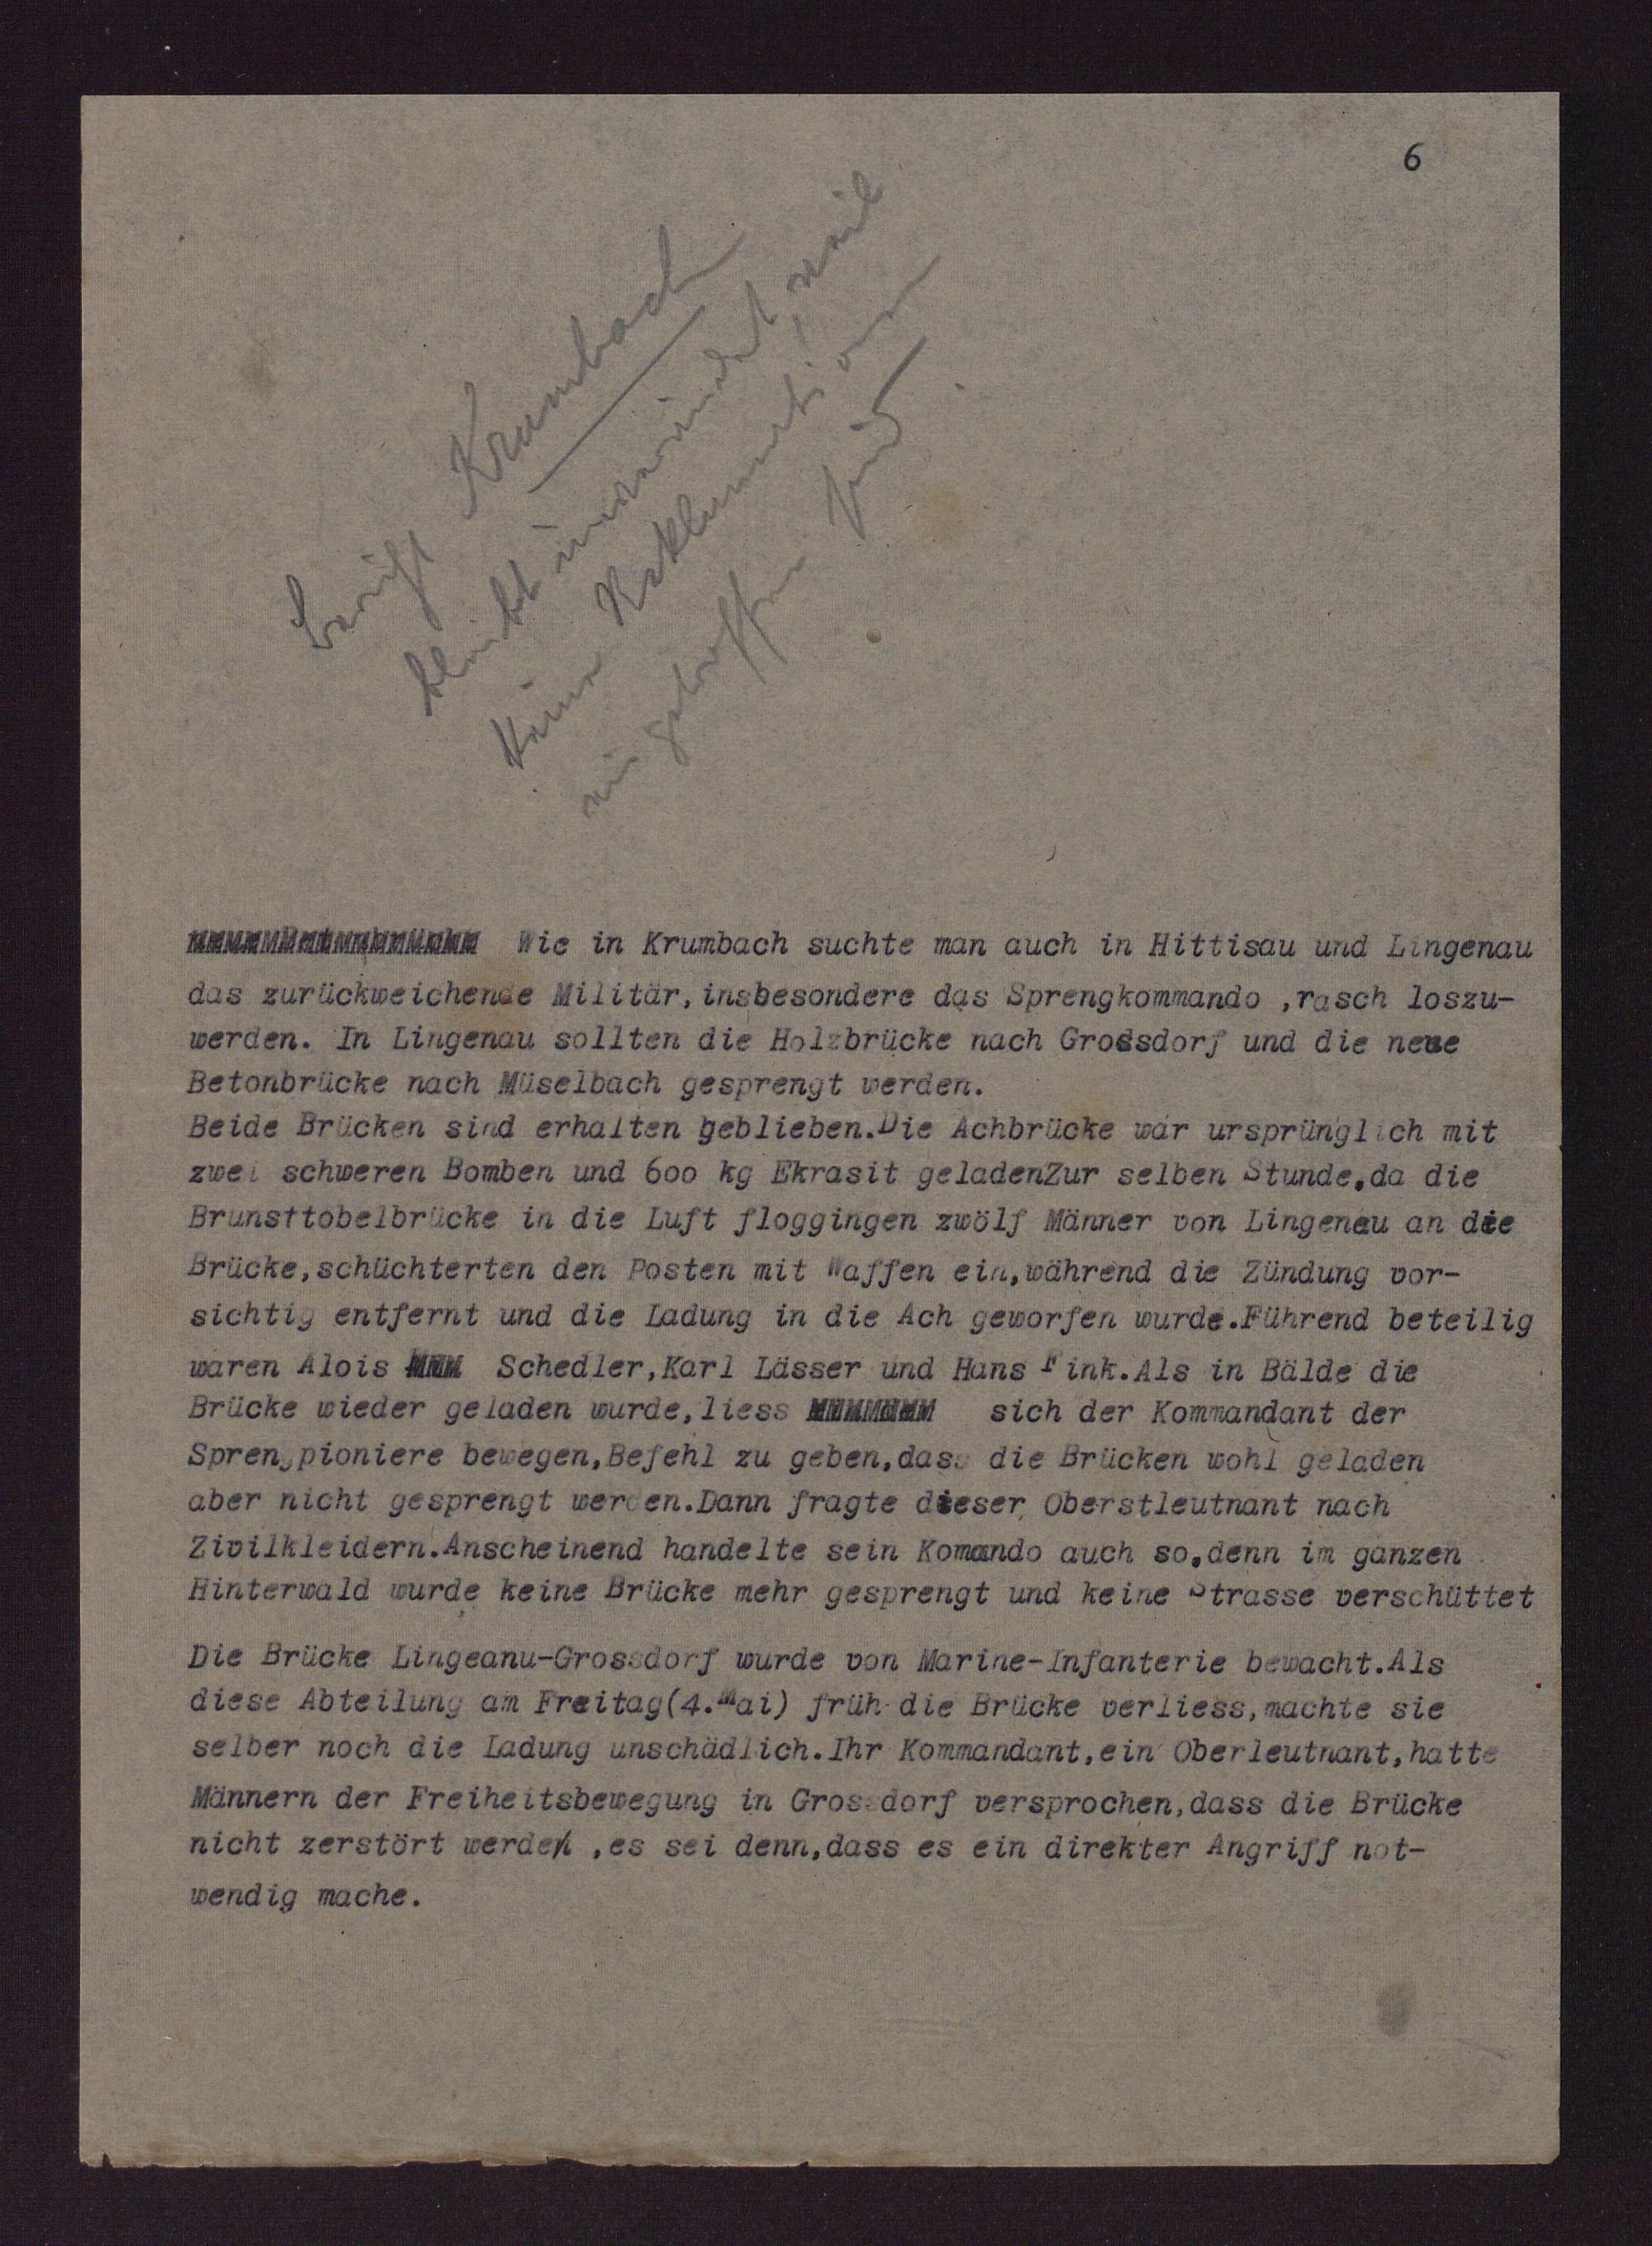 6
Bericht Krumbach
bleibt unverändert, weil
keine Reklamationen
eingetroffen sind.
Wie in Krumbach suchte man auch in Hittisau und Lingenau
das zurückweichende Militär, insbesondere das Sprengkommando ,rasch loszu-
werden. In Lingenau sollten die Holzbrücke nach Grossdorf und die neue
Betonbrücke nach Müselbach gesprengt werden.
Beide Brücken sind erhalten geblieben.Die Achbrücke war ursprünglich mit
zwei schweren Bomben und 600 kg Ekrasit geladenZur selben Stunde,da die
Brunsttobelbrücke in die Luft floggingen zwölf Männer von Lingenau an die
Brücke,schüchterten den Posten mit Waffen ein,während die Zündung vor-
sichtig entfernt und die Ladung in die Ach geworfen wurde.Führend beteilig
waren Alois Schedler,Karl Lässer und Hans Fink.Als in Bälde die
Brücke wieder geladen wurde,liess sich der Kommandant der
Sprengpioniere bewegen,Befehl zu geben,dass die Brücken wohl geladen
aber nicht gesprengt werden.Dann fragte dieser Oberstleutnant nach
Zivilkleidern.Anscheinend handelte sein Komando auch so,denn im ganzen
Hinterwald wurde keine Brücke mehr gesprengt und keine Strasse verschüttet
Die Brücke Lingeanu-Grossdorf wurde von Marine-Infanterie bewacht.Als
diese Abteilung am Freitag(4.Mai) früh die Brücke verliess,machte sie
selber noch die Ladung unschädlich.Ihr Kommandant,ein Oberleutnant,hatte
Männern der Freiheitsbewegung in Grossdorf versprochen,dass die Brücke
nicht zerstört werde ,es sei denn,dass es ein direkter Angriff not-
wendig mache.